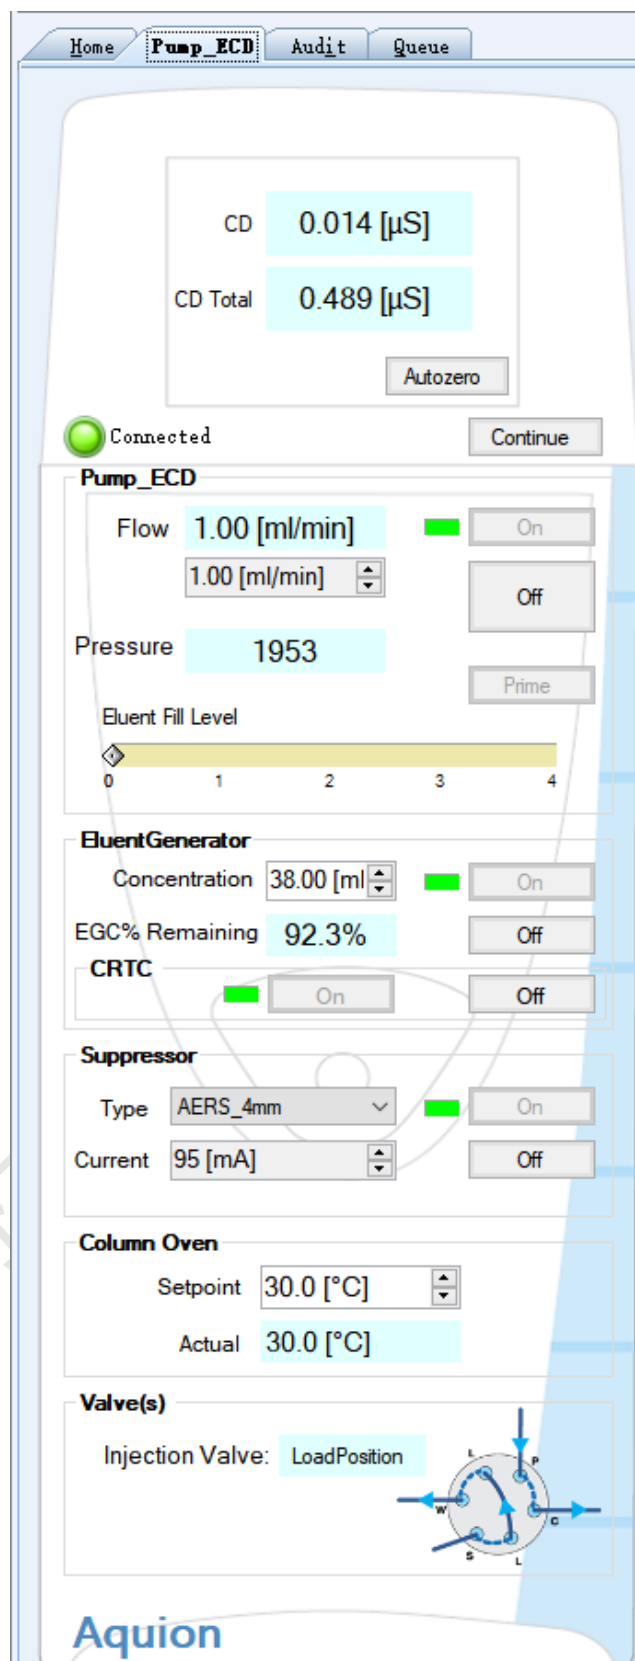 Home Pump_ECD Audit Queue
CD 0.014 [µS]
CD Total 0.489 [µS]
Autozero
Connected Continue
Pump_ECD
Flow 1.00 [ml/min] On
1.00 [ml/min]
Off
Pressure 1953
Prime
Eluent Fill Level
0 1 2 3 4
EluentGenerator
Concentration 38.00 [ml On
EGC% Remaining 92.3% Off
CRTC
On Off
Suppressor
Type AERS_4mm On
Current 95 [mA] Off
Column Oven
Setpoint 30.0 [°C]
Actual 30.0 [°C]
Valve(s)
Injection Valve: LoadPosition
L P
W C
S L
Aquion